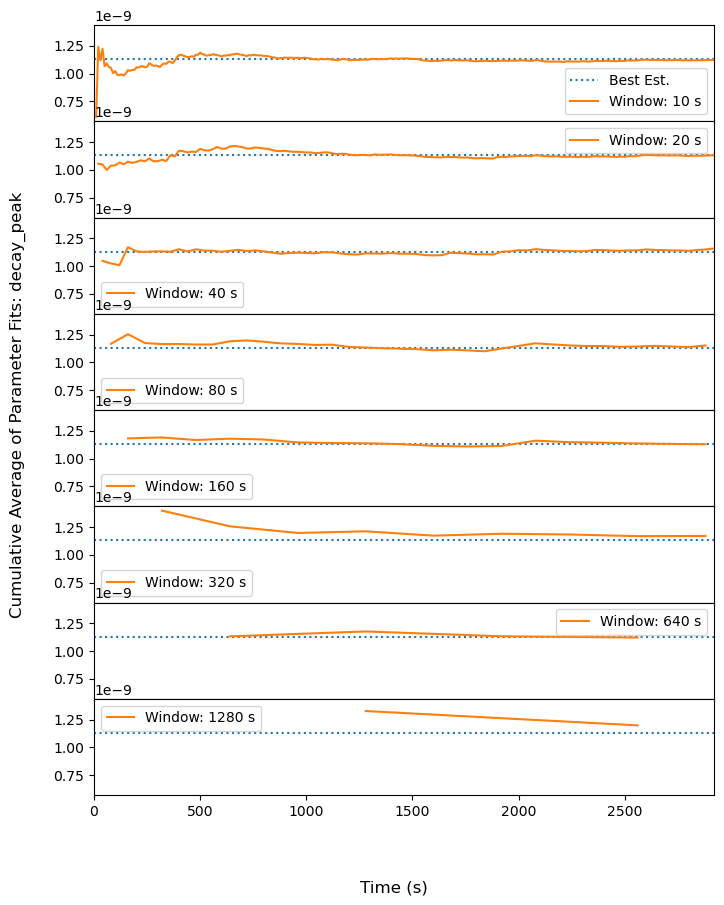 1e−9
1.25
1.00
0.75
Best Est.
Window: 10 s
1e−9
1.25
1.00
0.75
Window: 20 s
1e−9
1.25
1.00
0.75
Window: 40 s
1e−9
1.25
1.00
0.75
Window: 80 s
1e−9
1.25
1.00
0.75
Window: 160 s
1e−9
1.25
1.00
0.75
Window: 320 s
1e−9
1.25
1.00
0.75
Window: 640 s
1e−9
1.25
1.00
0.75
Window: 1280 s
0 500 1000 1500 2000 2500
Time (s)
Cumulative Average of Parameter Fits: decay_peak